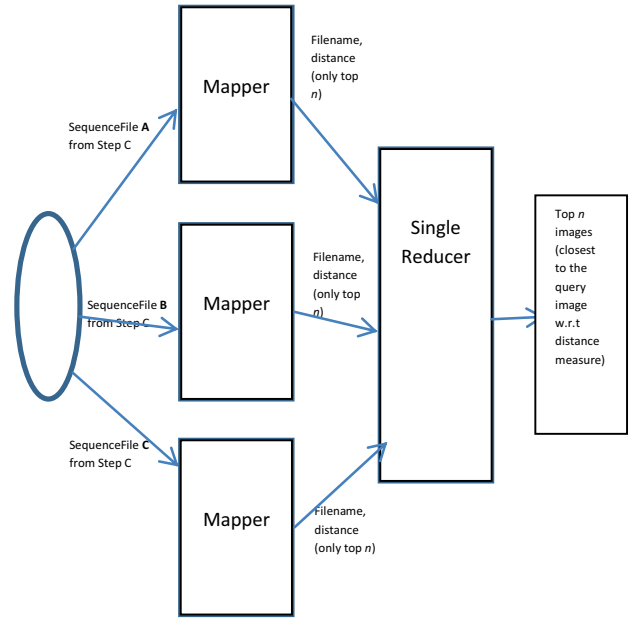 Mapper
Filename,
distance
(only top
n)
SequenceFile A
from Step C
Single
Reducer
Top n
images
(closest
to the
query
image
w.r.t
distance
measure)
Mapper
Filename,
distance
(only top
n)
SequenceFile B
from Step C
SequenceFile C
from Step C
Mapper
Filename,
distance
(only top n)